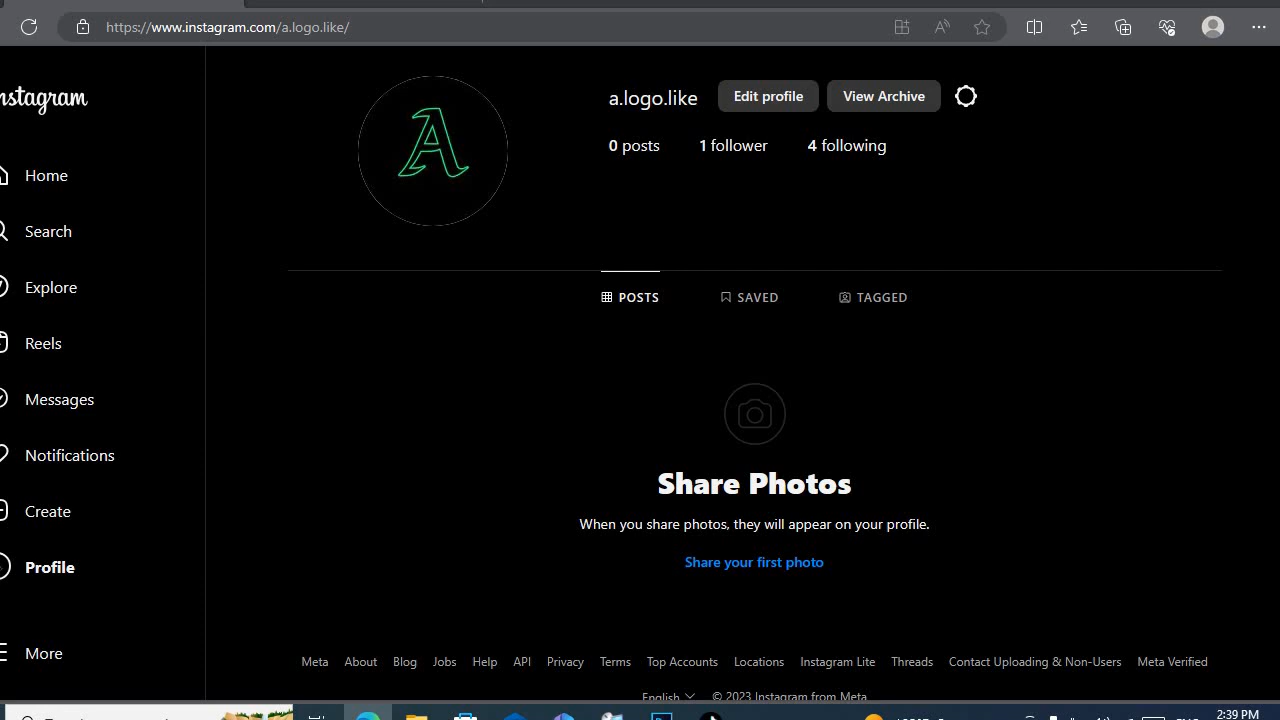 https://www.instagram.com/a.logo.like/
nstagram
Home
Search
Explore
Reels
Messages
Notifications
Create
Profile
More
A
a.logo.like Edit profile View Archive
0 posts 1 follower 4 following
POSTS SAVED TAGGED
Share Photos
When you share photos, they will appear on your profile.
Share your first photo
Meta About Blog Jobs Help API Privacy Terms Top Accounts Locations Instagram Lite Threads Contact Uploading & Non-Users Meta Verified
English © 2023 Instagram from Meta
2:39 PM